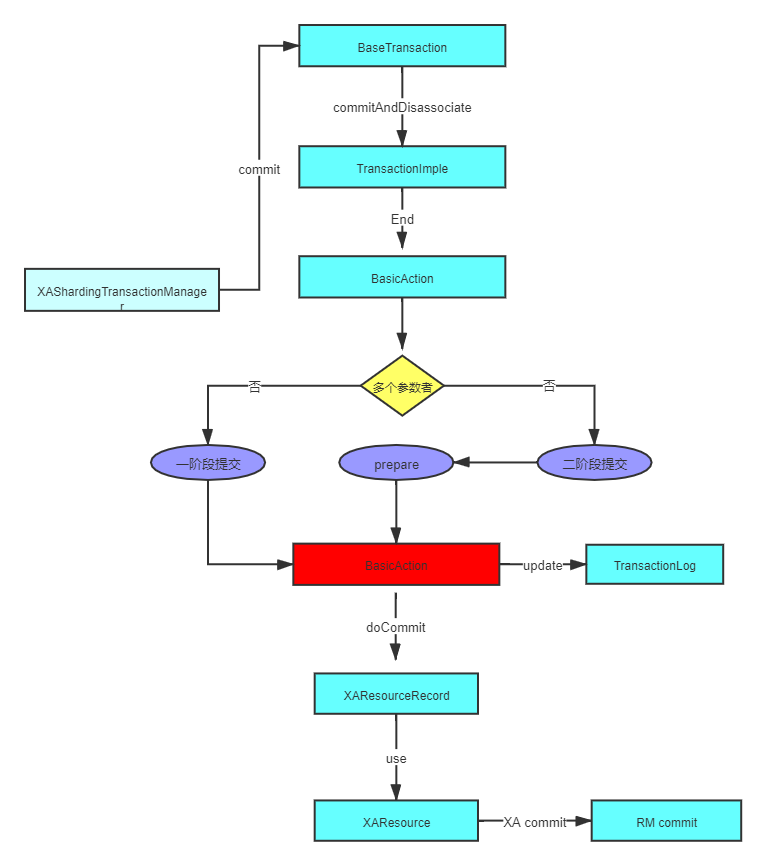 BaseTransaction
commitAndDisassociate
commit
TransactionImple
End
XAShardingTransactionManage
r
BasicAction
多个参数者
否
否
一阶段提交
prepare
二阶段提交
BasicAction
update
TransactionLog
doCommit
XAResourceRecord
use
XAResource
XA commit
RM commit